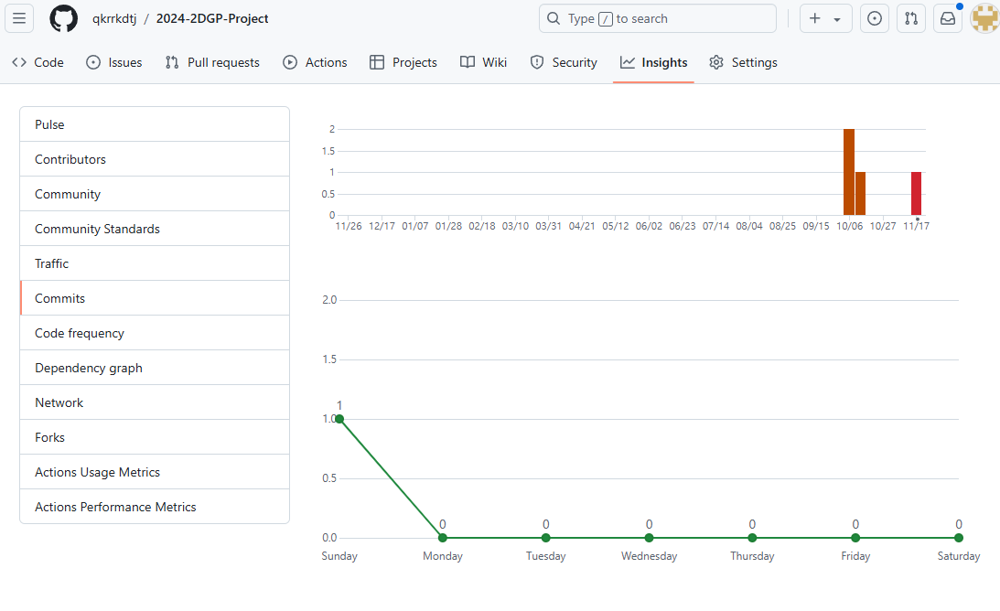 qkrrkdtj / 2024-2DGP-Project
Type / to search
Code Issues Pull requests Actions Projects Wiki Security Insights Settings
Pulse
Contributors
Community
Community Standards
Traffic
Commits
Code frequency
Dependency graph
Network
Forks
Actions Usage Metrics
Actions Performance Metrics
2
1.5
1
0.5
0
11/26 12/17 01/07 01/28 02/18 03/10 03/31 04/21 05/12 06/02 06/23 07/14 08/04 08/25 09/15 10/06 10/27 11/17
2.0
1.5
1
1.0
0.5
0 0 0 0 0 0
0.0
Sunday Monday Tuesday Wednesday Thursday Friday Saturday